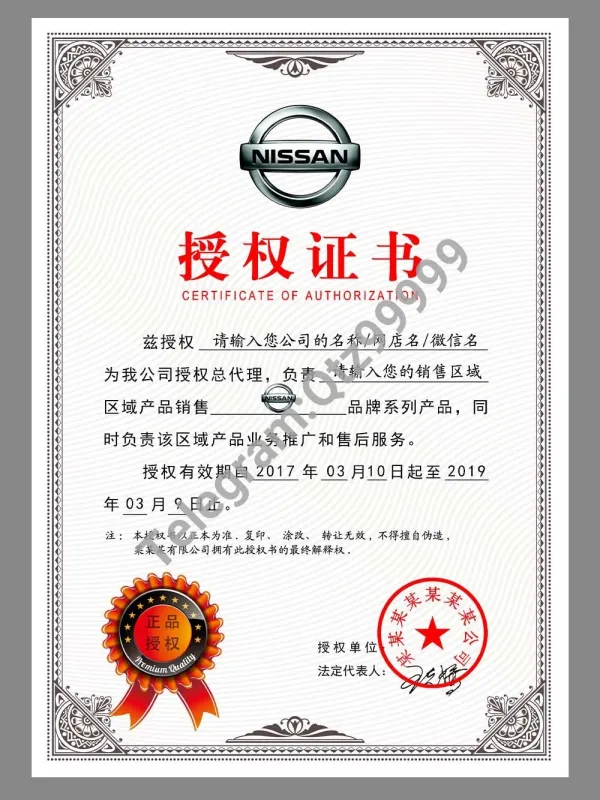 NISSAN
授权证书
CERTIFICATE OF AUTHORIZATION
兹授权 请输入您公司的名称/网店名/微信名
为我公司授权总代理，负责 请输入您的销售区域
区域产品销售 NISSAN 品牌系列产品，同
时负责该区域产品业务推广和售后服务。
授权有效期自 2017 年 03 月 10 日起至 2019
年 03 月 9 日止。
注：本授权书以正本为准．复印、涂改、转让无效，不得擅自伪造，
某某某有限公司拥有此授权书的最终解释权．
正品
授权
Premium Quality
某某某某某某某公司
授权单位：
法定代表人：
Telegram:Qtz99999